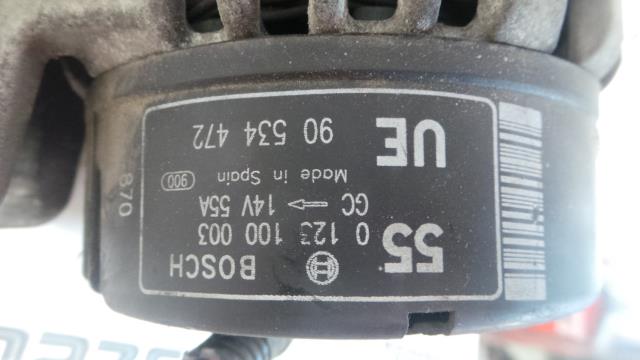 BOSCH
55
0 123 100 003
GC ← 14V 55A
Made in Spain 900
UE
90 534 472
870